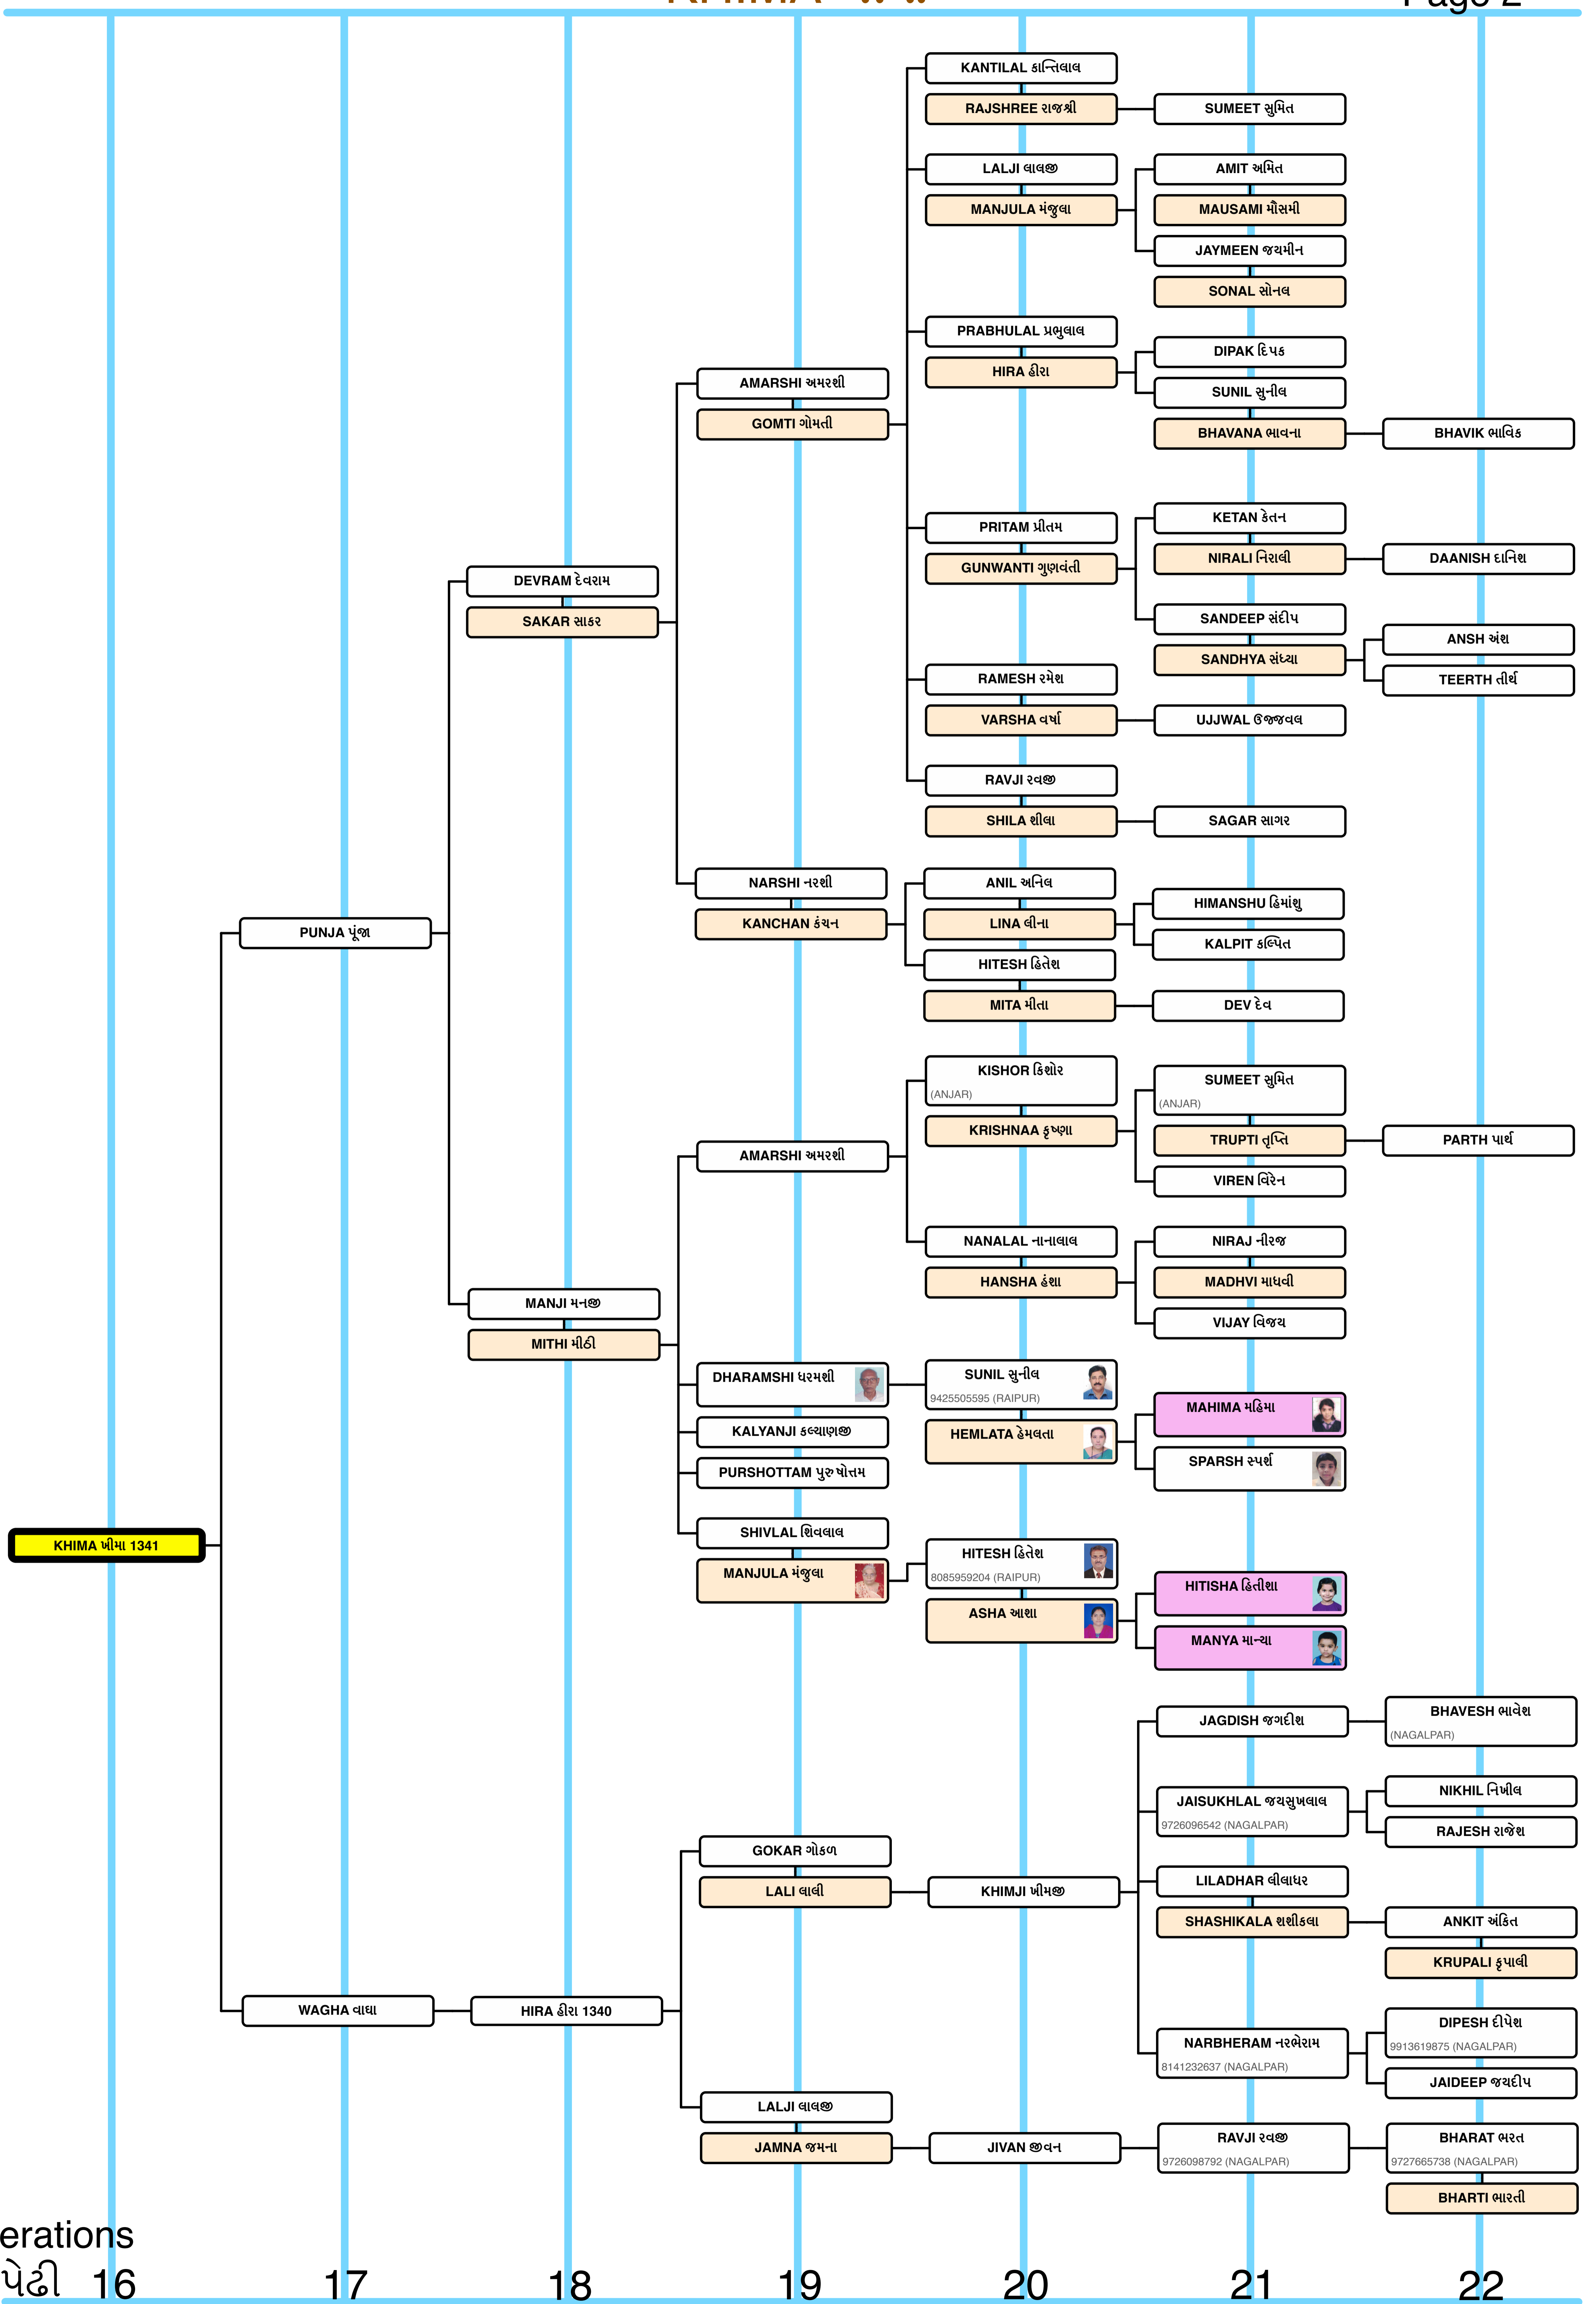 Page 2
KANTILAL કાન્તિલાલ
RAJSHREE રાજશ્રી
SUMEET સુમિત
LALJI લાલજી
AMIT અમિત
MANJULA મંજુલા
MAUSAMI મૌસમી
JAYMEEN જયમીન
SONAL સોનલ
PRABHULAL પ્રભુલાલ
DIPAK દિપક
HIRA હીરા
AMARSHI અમરશી
SUNIL સુનીલ
GOMTI ગોમતી
BHAVANA ભાવના
BHAVIK ભાવિક
KETAN કેતન
PRITAM પ્રીતમ
NIRALI નિરાલી
DAANISH દાનિશ
GUNWANTI ગુણવંતી
DEVRAM દેવરામ
SANDEEP સંદીપ
SAKAR સાકર
ANSH અંશ
SANDHYA સંધ્યા
RAMESH રમેશ
TEERTH તીર્થ
VARSHA વર્ષા
UJJWAL ઉજ્જવલ
RAVJI રવજી
SHILA શીલા
SAGAR સાગર
NARSHI નરશી
ANIL અનિલ
HIMANSHU હિમાંશુ
KANCHAN કંચન
LINA લીના
PUNJA પૂંજા
KALPIT કલ્પિત
HITESH હિતેશ
MITA મીતા
DEV દેવ
KISHOR કિશોર
(ANJAR)
SUMEET સુમિત
(ANJAR)
KRISHNAA કૃષ્ણા
TRUPTI તૃપ્તિ
PARTH પાર્થ
AMARSHI અમરશી
VIREN વિરેન
NANALAL નાનાલાલ
NIRAJ નીરજ
HANSHA હંશા
MADHVI માધવી
MANJI મનજી
VIJAY વિજય
MITHI મીઠી
DHARAMSHI ધરમશી
SUNIL સુનીલ
9425505595 (RAIPUR)
MAHIMA મહિમા
KALYANJI કલ્યાણજી
HEMLATA હેમલતા
SPARSH સ્પર્શ
PURSHOTTAM પુરુષોત્તમ
SHIVLAL શિવલાલ
KHIMA ખીમા 1341
HITESH હિતેશ
8085959204 (RAIPUR)
MANJULA મંજુલા
HITISHA હિતીશા
ASHA આશા
MANYA માન્યા
JAGDISH જગદીશ
BHAVESH ભાવેશ
(NAGALPAR)
NIKHIL નિખીલ
JAISUKHLAL જયસુખલાલ
9726096542 (NAGALPAR)
RAJESH રાજેશ
GOKAR ગોકળ
LILADHAR લીલાધર
LALI લાલી
KHIMJI ખીમજી
SHASHIKALA શશીકલા
ANKIT અંકિત
KRUPALI કૃપાલી
WAGHA વાઘા
HIRA હીરા 1340
DIPESH દીપેશ
9913619875 (NAGALPAR)
NARBHERAM નરભેરામ
8141232637 (NAGALPAR)
JAIDEEP જયદીપ
LALJI લાલજી
JAMNA જમના
JIVAN જીવન
RAVJI રવજી
9726098792 (NAGALPAR)
BHARAT ભરત
9727665738 (NAGALPAR)
BHARTI ભારતી
erations
પેઢી 16 17 18 19 20 21 22